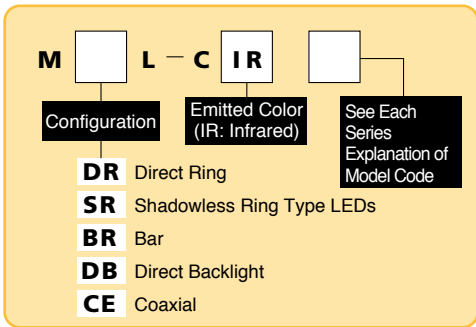 M L - C IR
Configuration
Emitted Color
(IR: Infrared)
See Each
Series
Explanation of
Model Code
DR Direct Ring
SR Shadowless Ring Type LEDs
BR Bar
DB Direct Backlight
CE Coaxial